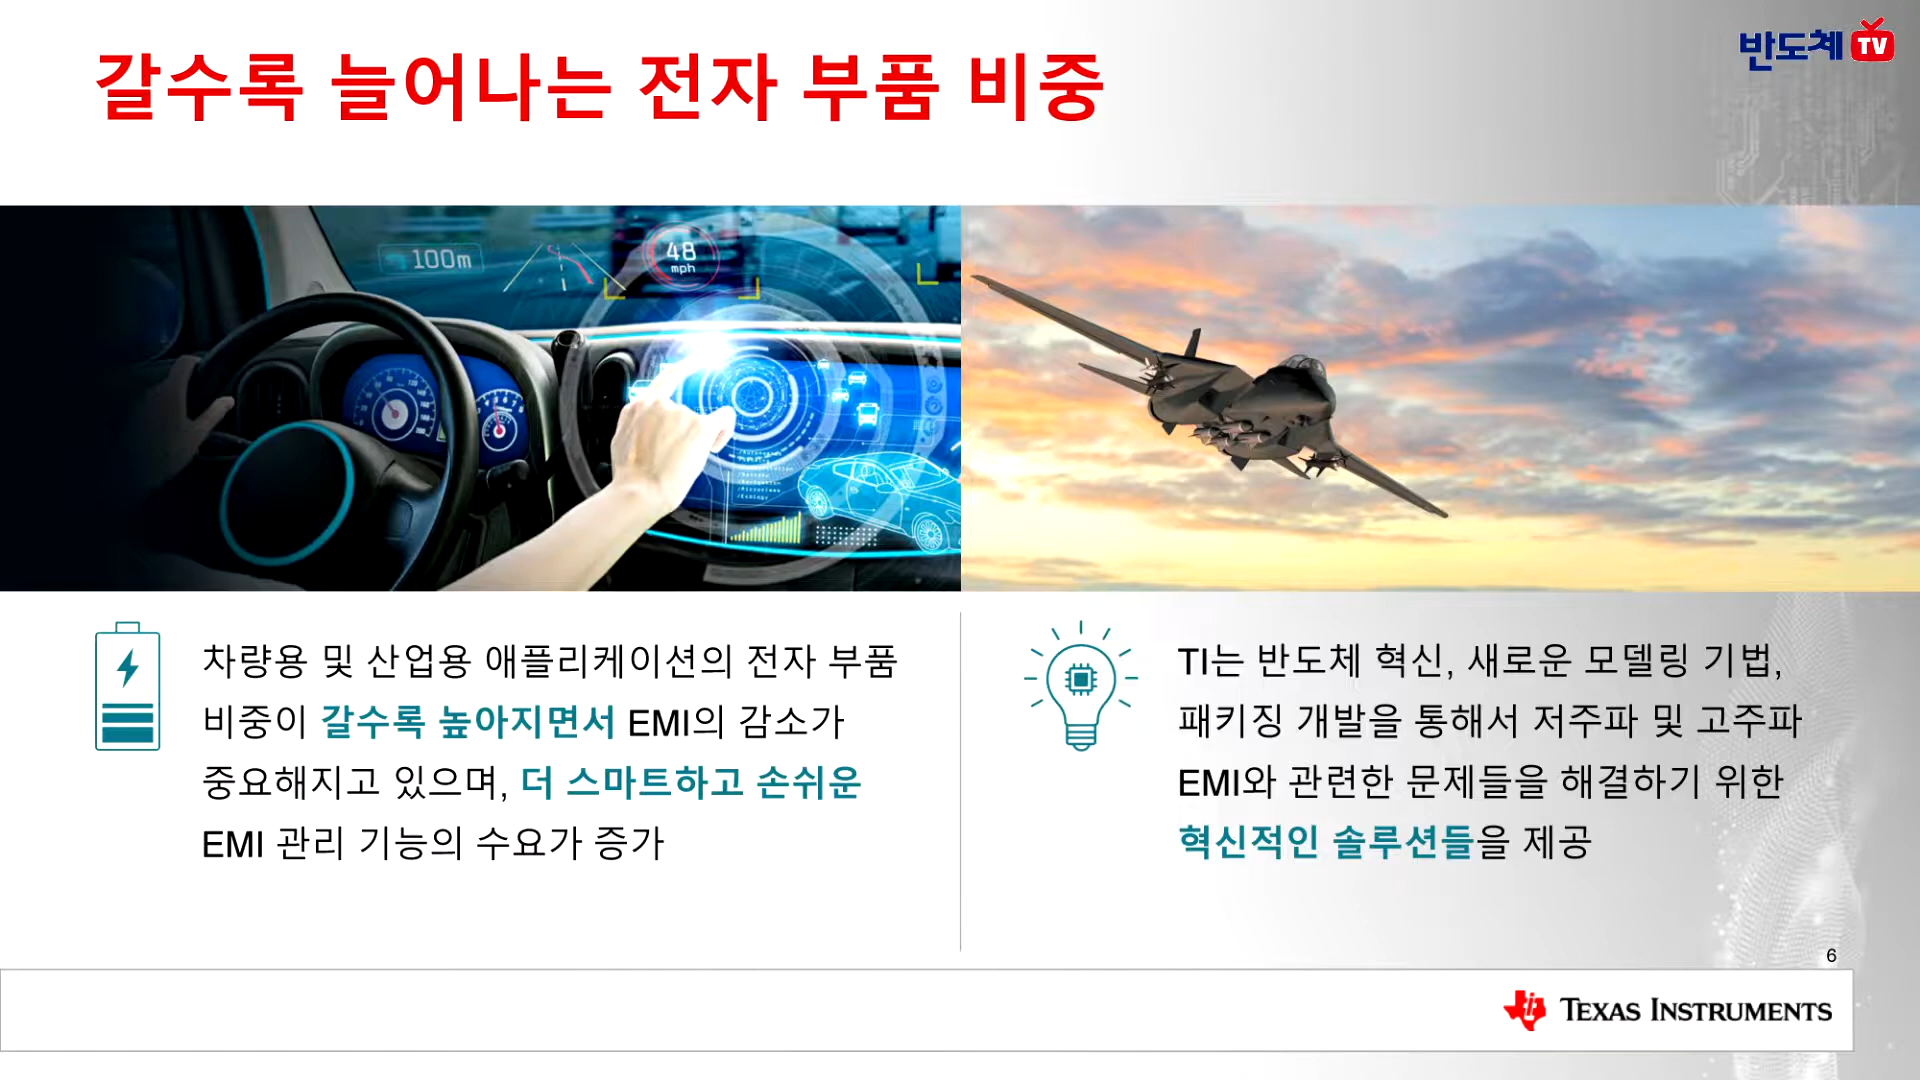 갈수록 늘어나는 전자 부품 비중
반도체 TV
100m
48
mph
차량용 및 산업용 애플리케이션의 전자 부품
비중이 갈수록 높아지면서 EMI의 감소가
중요해지고 있으며, 더 스마트하고 손쉬운
EMI 관리 기능의 수요가 증가
TI는 반도체 혁신, 새로운 모델링 기법,
패키징 개발을 통해서 저주파 및 고주파
EMI와 관련한 문제들을 해결하기 위한
혁신적인 솔루션들을 제공
6
TEXAS INSTRUMENTS